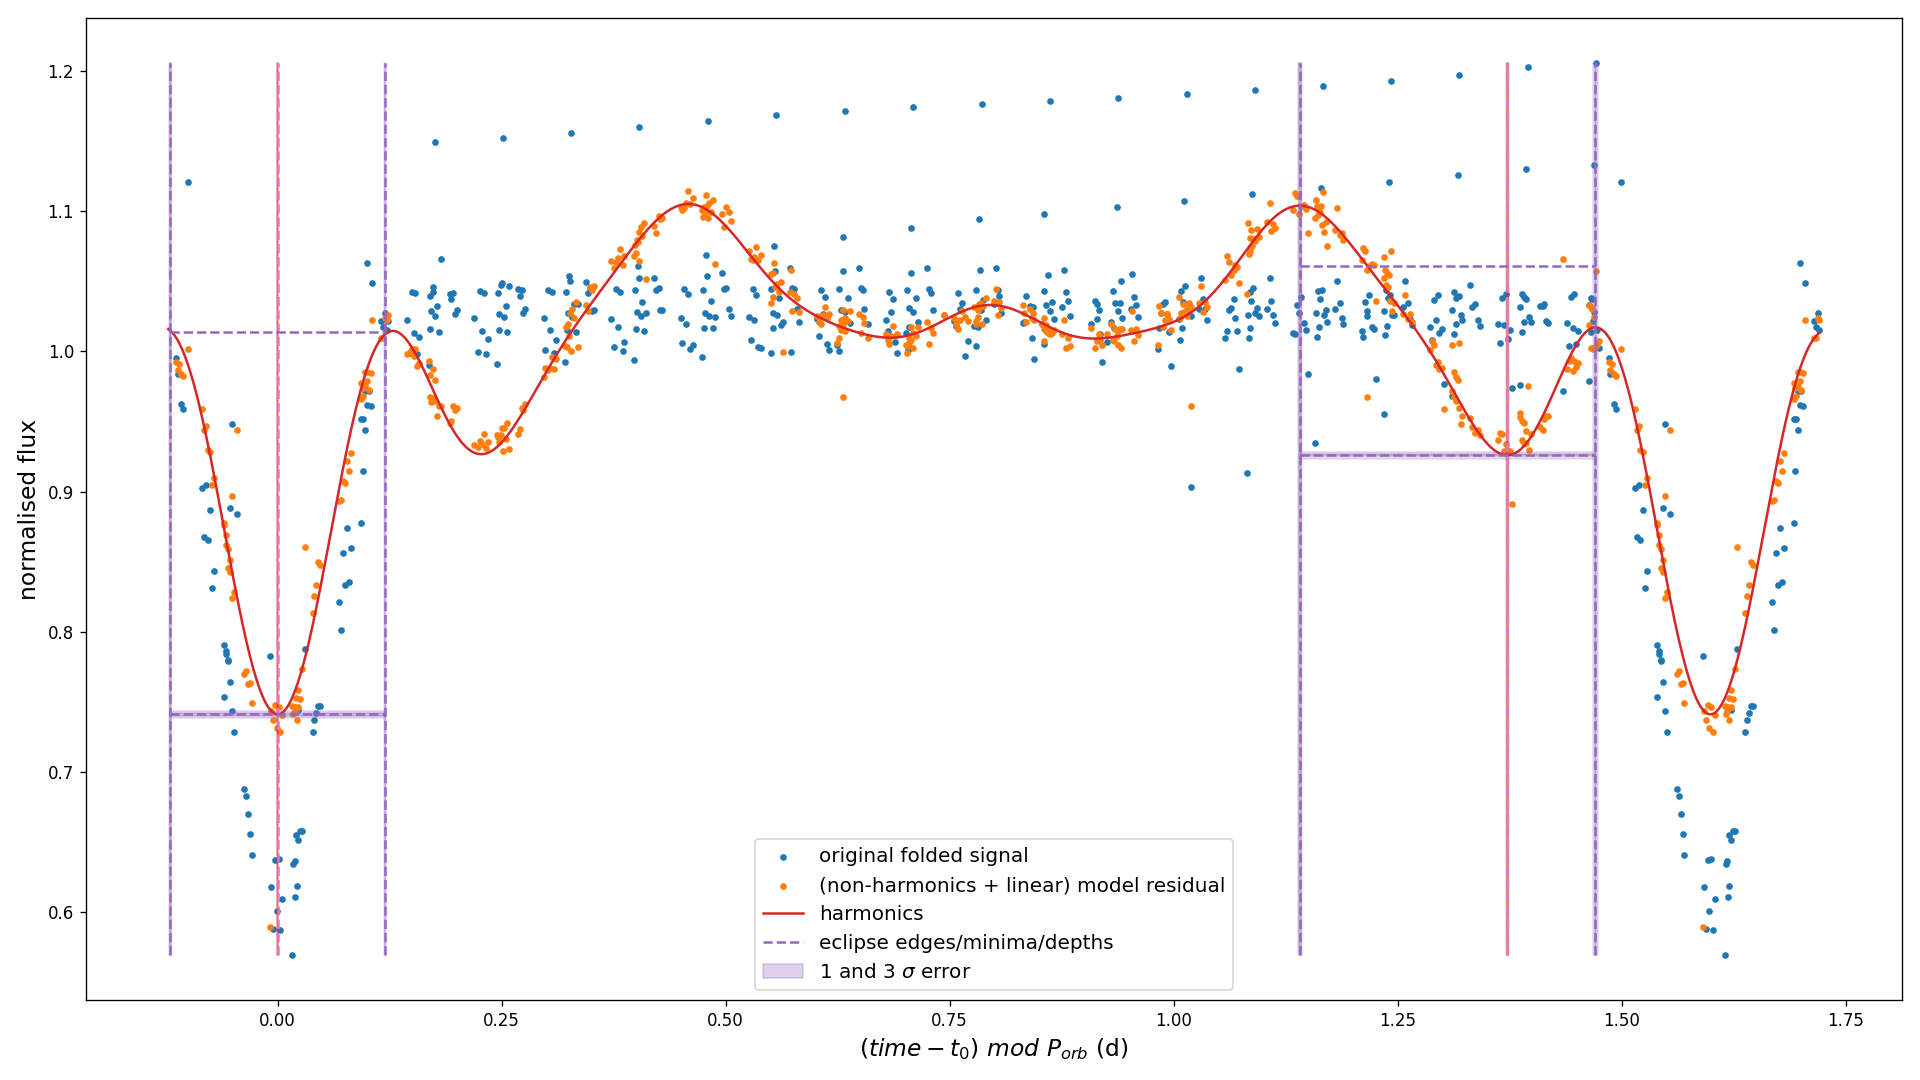 normalised flux
1.2
1.1
1.0
0.9
0.8
0.7
0.6
original folded signal
(non-harmonics + linear) model residual
harmonics
eclipse edges/minima/depths
1 and 3 σ error
0.00 0.25 0.50 0.75 1.00 1.25 1.50 1.75
(time − t₀) mod Pₒᵣb (d)